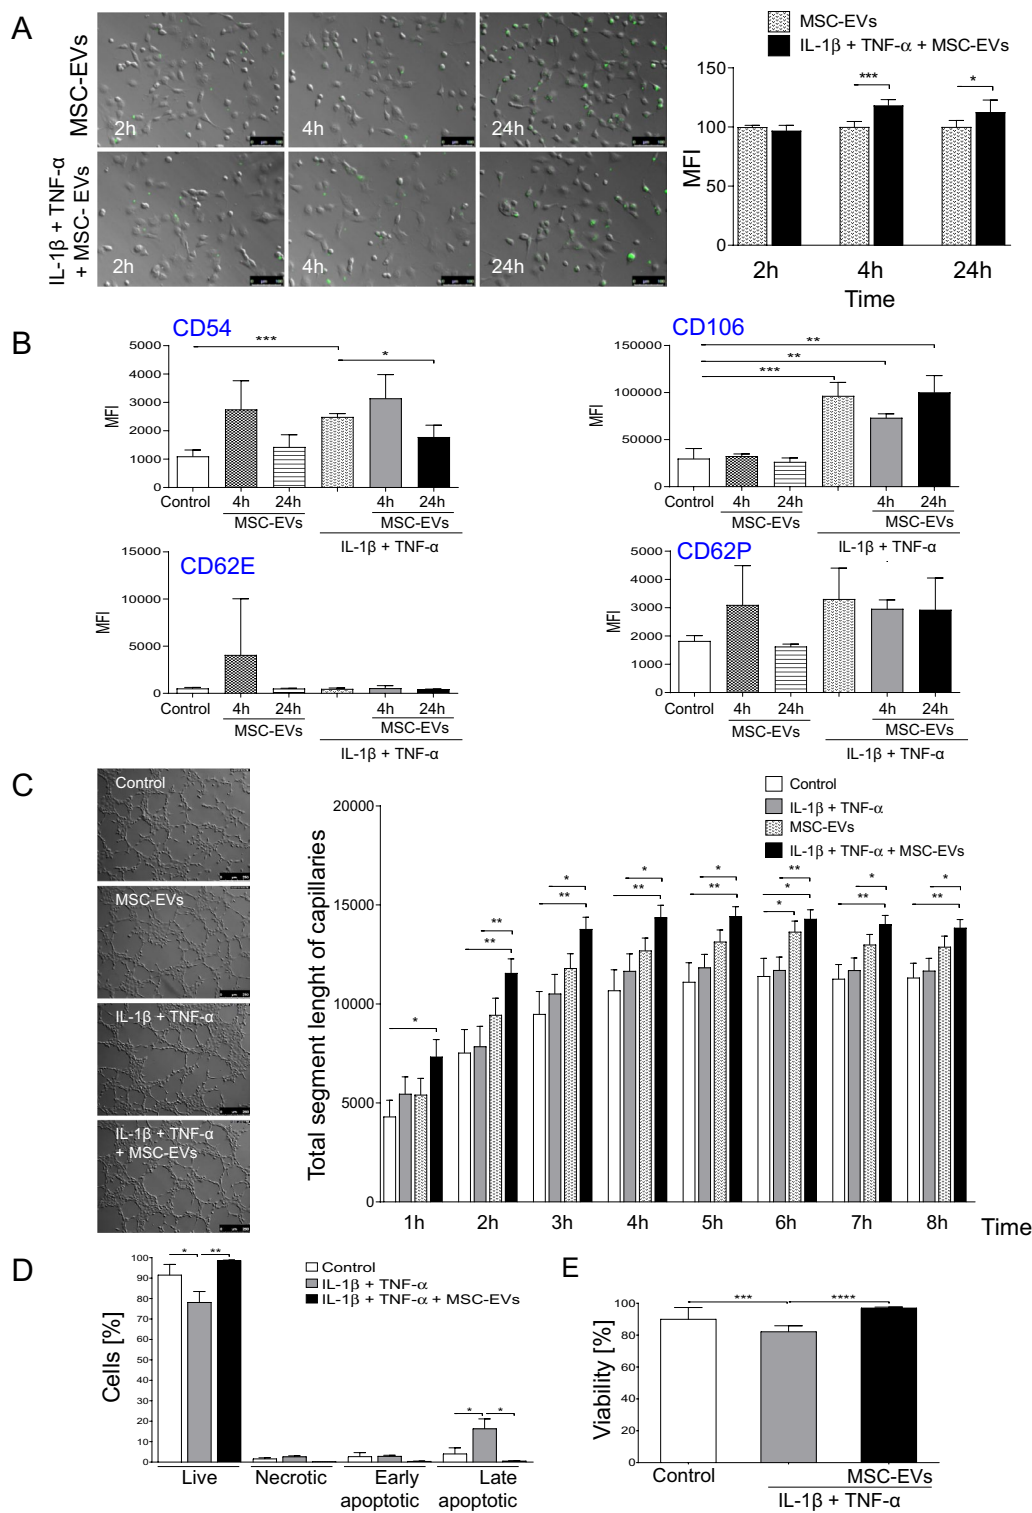 A
MSC-EVs
2h
4h
24h
IL-1β + TNF-α
+ MSC- EVs
2h
4h
24h
MSC-EVs
IL-1β + TNF-α + MSC-EVs
MFI
150
100
50
0
***
*
2h
4h
24h
Time
B
CD54
MFI
5000
4000
3000
2000
1000
0
***
*
Control
4h
24h
4h
24h
MSC-EVs
MSC-EVs
IL-1β + TNF-α
CD106
MFI
150000
100000
50000
0
**
**
***
Control
4h
24h
4h
24h
MSC-EVs
MSC-EVs
IL-1β + TNF-α
CD62E
MFI
15000
10000
5000
0
Control
4h
24h
4h
24h
MSC-EVs
MSC-EVs
IL-1β + TNF-α
CD62P
MFI
5000
4000
3000
2000
1000
0
Control
4h
24h
4h
24h
MSC-EVs
MSC-EVs
IL-1β + TNF-α
C
Control
MSC-EVs
IL-1β + TNF-α
IL-1β + TNF-α
+ MSC-EVs
Control
IL-1β + TNF-α
MSC-EVs
IL-1β + TNF-α + MSC-EVs
Total segment lenght of capillaries
20000
15000
10000
5000
0
*
**
**
*
**
*
**
*
**
**
*
*
*
**
*
**
1h
2h
3h
4h
5h
6h
7h
8h
Time
D
Cells [%]
100
90
80
70
60
50
40
30
20
10
0
* **
* *
Control
IL-1β + TNF-α
IL-1β + TNF-α + MSC-EVs
Live
Necrotic
Early
apoptotic
Late
apoptotic
E
Viability [%]
100
80
60
40
20
0
*** ****
Control
MSC-EVs
IL-1β + TNF-α